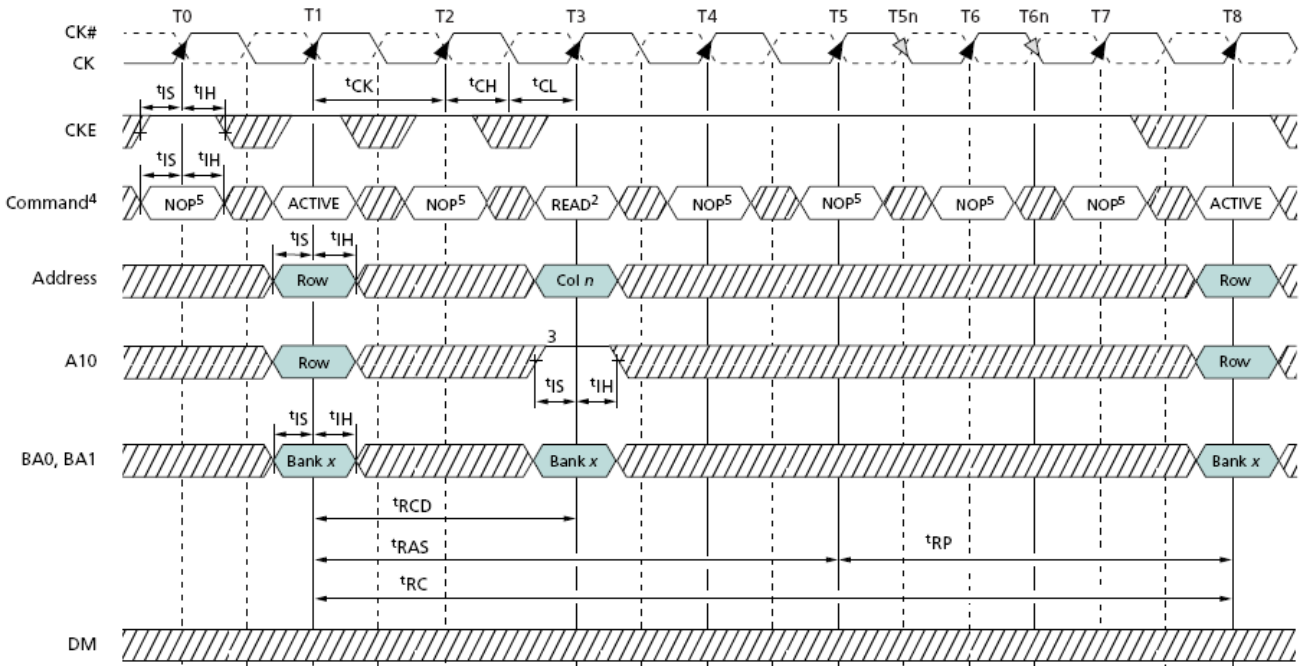 T0 T1 T2 T3 T4 T5 T5n T6 T6n T7 T8
CK#
CK
tIS tIH tCK tCH tCL
CKE
tIS tIH
Command4 NOP5 ACTIVE NOP5 READ2 NOP5 NOP5 NOP5 NOP5 ACTIVE
tIS tIH
Address Row Col n Row
3
A10 Row Row
tIS tIH
tIS tIH
BA0, BA1 Bank x Bank x Bank x
tRCD
tRAS tRP
tRC
DM